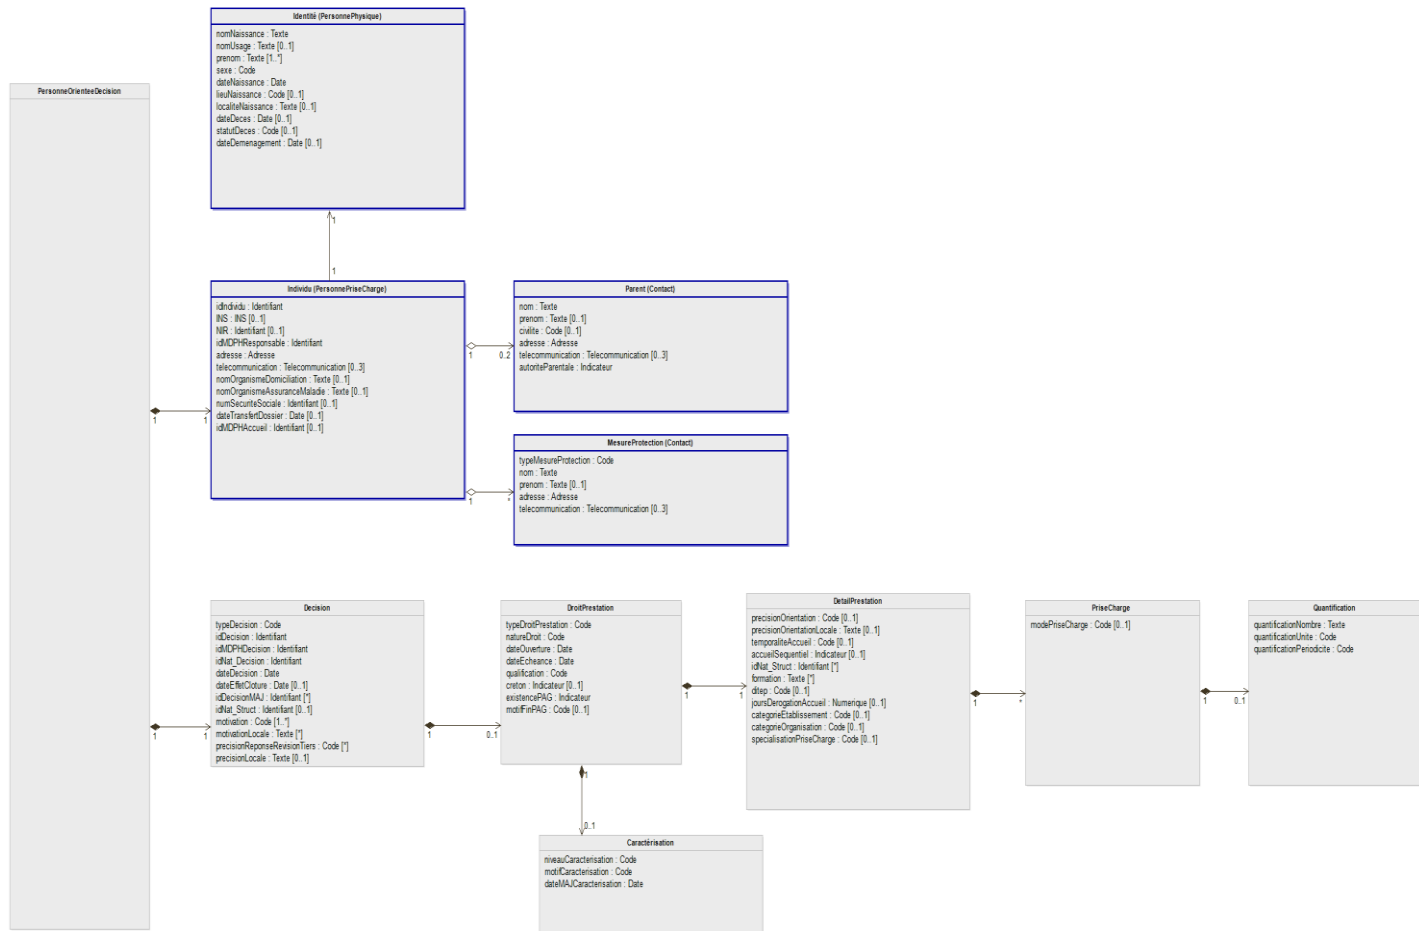 Identité (PersonnePhysique)
nomNaissance : Texte
nomUsage : Texte [0..1]
prenom : Texte [1..*]
sexe : Code
dateNaissance : Date
lieuNaissance : Code [0..1]
localiteNaissance : Texte [0..1]
dateDeces : Date [0..1]
statutDeces : Code [0..1]
dateDemenagement : Date [0..1]
PersonneOrienteeDecision
1
1
Individu (PersonnePriseCharge)
idIndividu : Identifiant
INS : INS [0..1]
NIR : Identifiant [0..1]
idMDPHResponsable : Identifiant
adresse : Adresse
telecommunication : Telecommunication [0..3]
nomOrganismeDomiciliation : Texte [0..1]
nomOrganismeAssuranceMaladie : Texte [0..1]
numSecuriteSociale : Identifiant [0..1]
dateTransfertDossier : Date [0..1]
idMDPHAccueil : Identifiant [0..1]
1
1
1
0..2
Parent (Contact)
nom : Texte
prenom : Texte [0..1]
civilite : Code [0..1]
adresse : Adresse
telecommunication : Telecommunication [0..3]
autoriteParentale : Indicateur
1
*
MesureProtection (Contact)
typeMesureProtection : Code
nom : Texte
prenom : Texte [0..1]
adresse : Adresse
telecommunication : Telecommunication [0..3]
1
1
Decision
typeDecision : Code
idDecision : Identifiant
idMDPHDecision : Identifiant
idNat_Decision : Identifiant
dateDecision : Date
dateEffetCloture : Date [0..1]
idDecisionMAJ : Identifiant [*]
idNat_Struct : Identifiant [0..1]
motivation : Code [1..*]
motivationLocale : Texte [*]
precisionReponseRevisionTiers : Code [*]
precisionLocale : Texte [0..1]
1
0..1
DroitPrestation
typeDroitPrestation : Code
natureDroit : Code
dateOuverture : Date
dateEcheance : Date
qualification : Code
creton : Indicateur [0..1]
existencePAG : Indicateur
motifFinPAG : Code [0..1]
1
1
DetailPrestation
precisionOrientation : Code [0..1]
precisionOrientationLocale : Texte [0..1]
temporaliteAccueil : Code [0..1]
accueilSequentiel : Indicateur [0..1]
idNat_Struct : Identifiant [*]
formation : Texte [*]
ditep : Code [0..1]
joursDerogationAccueil : Numerique [0..1]
categorieEtablissement : Code [0..1]
categorieOrganisation : Code [0..1]
specialisationPriseCharge : Code [0..1]
1
*
PriseCharge
modePriseCharge : Code [0..1]
1
0..1
Quantification
quantificationNombre : Texte
quantificationUnite : Code
quantificationPeriodicite : Code
1
0..1
Caractérisation
niveauCaracterisation : Code
motifCaracterisation : Code
dateMAJCaracterisation : Date